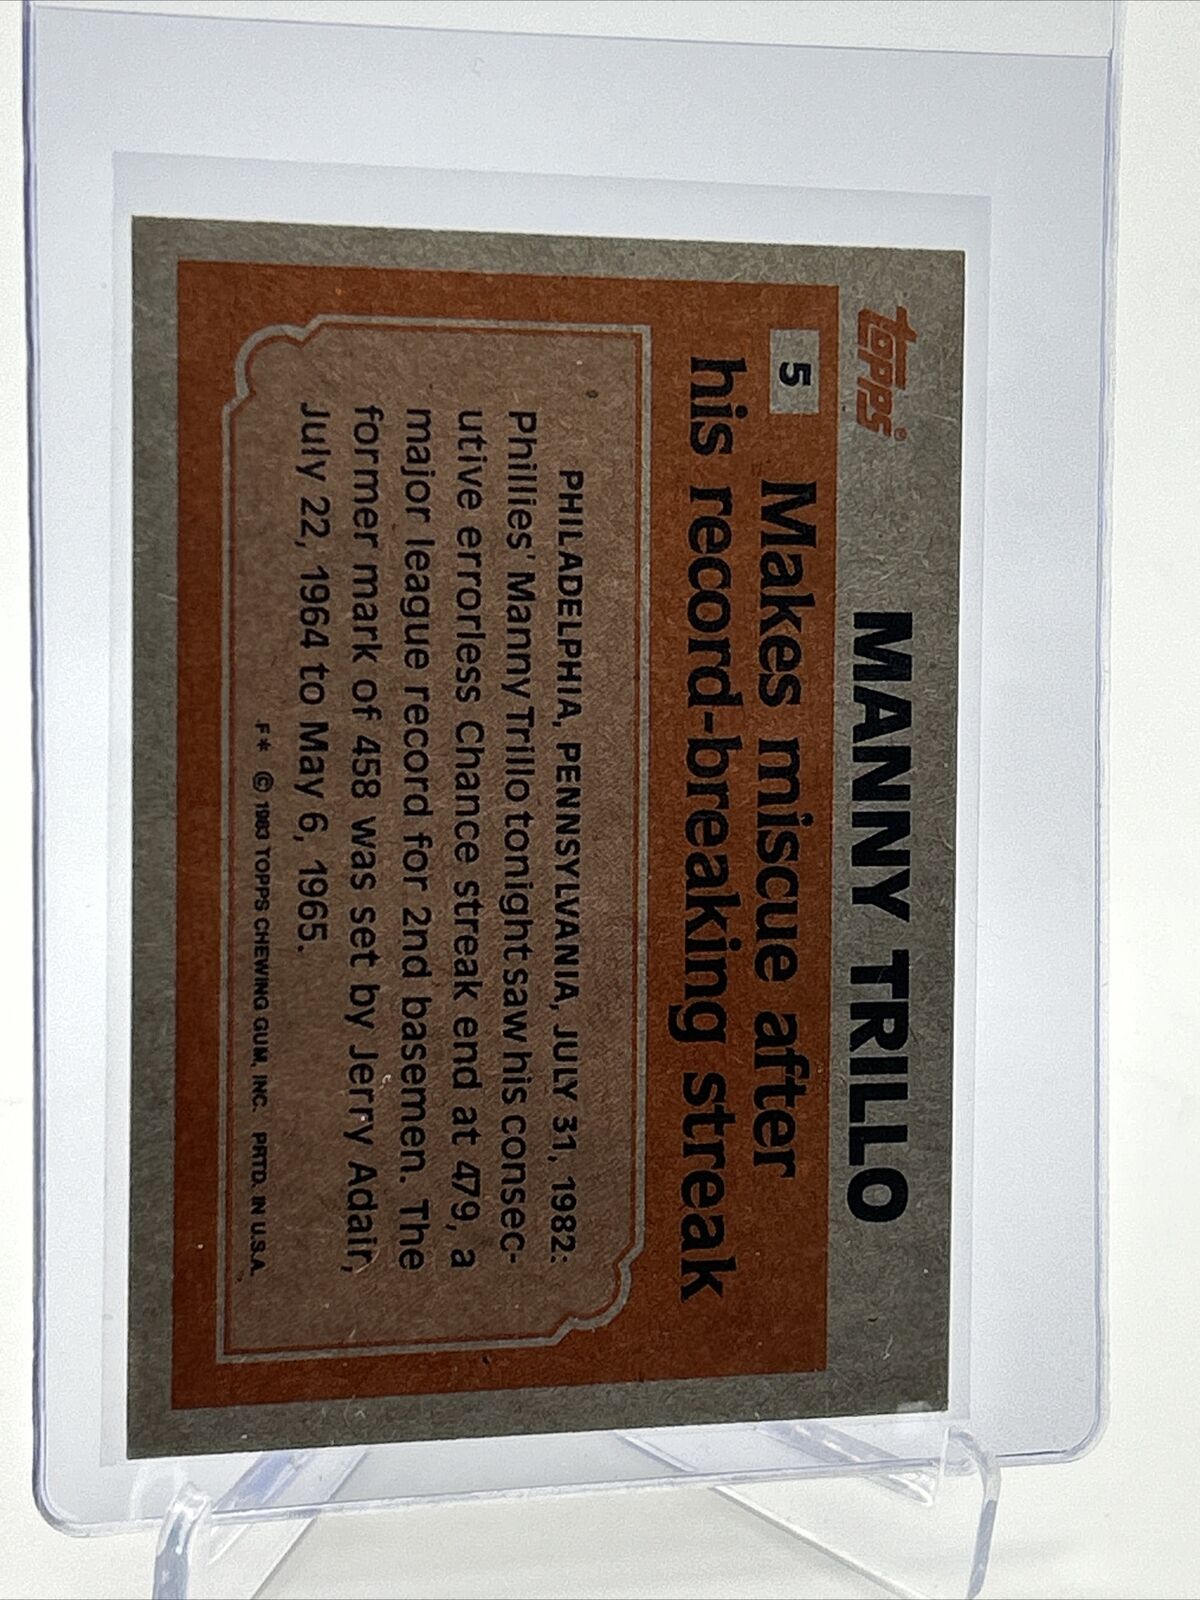 TOPPS®
MANNY TRILLO
5
Makes miscue after
his record-breaking streak
PHILADELPHIA, PENNSYLVANIA, JULY 31, 1982:
Phillies' Manny Trillo tonight saw his consec-
utive errorless chance streak end at 479, a
major league record for 2nd basemen. The
former mark of 458 was set by Jerry Adair,
July 22, 1964 to May 6, 1965.
F* © 1983 TOPPS CHEWING GUM, INC. PRTD. IN U.S.A.